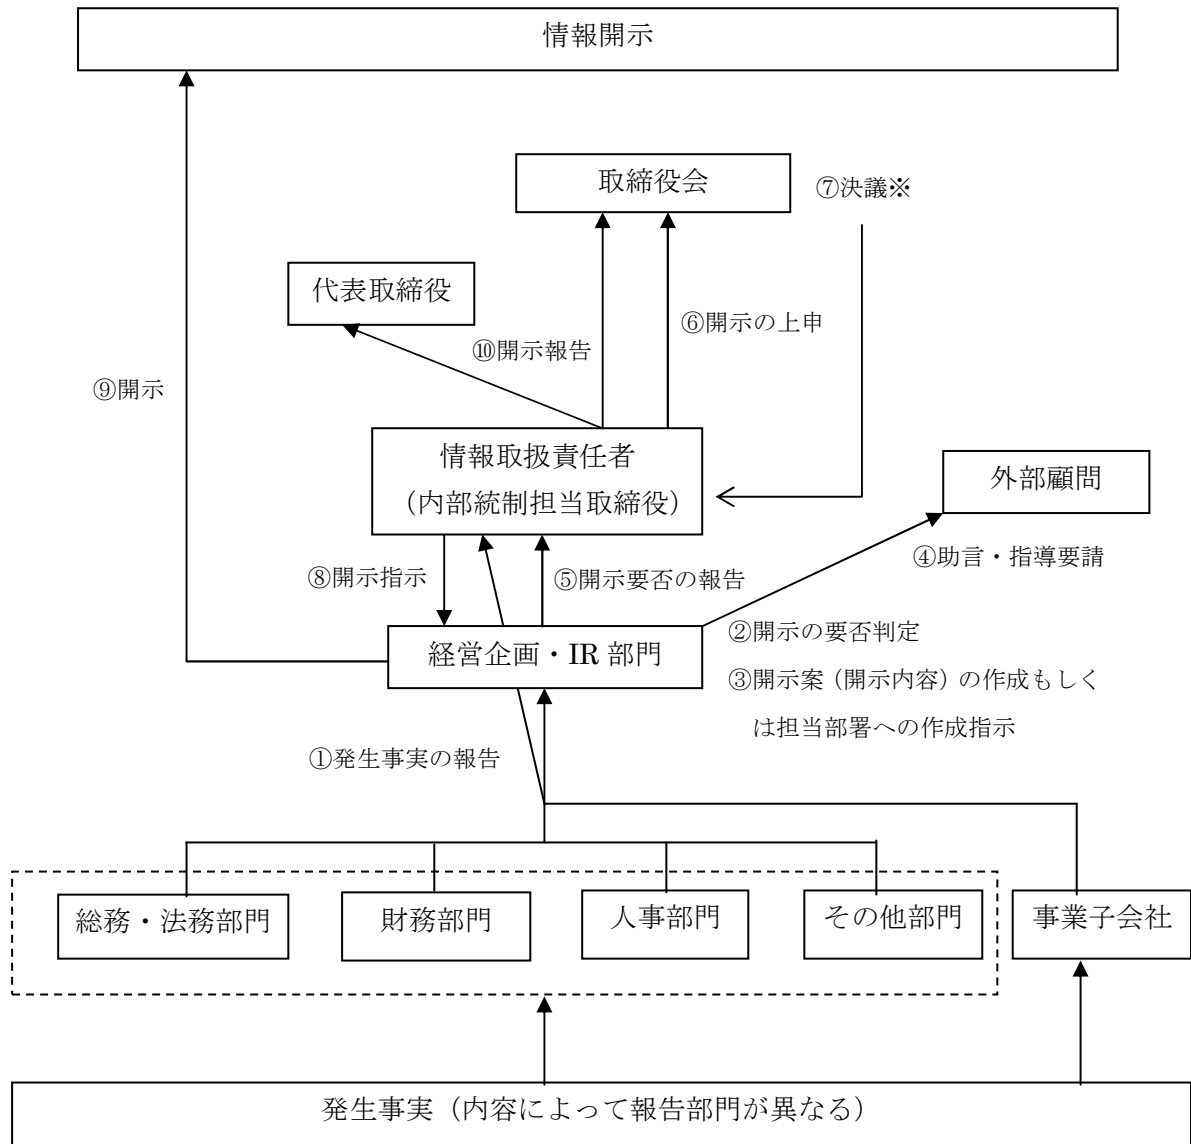 情報開示
取締役会
⑦決議※
代表取締役
⑥開示の上申
⑩開示報告
⑨開示
情報取扱責任者
（内部統制担当取締役）
外部顧問
④助言・指導要請
⑧開示指示
⑤開示要否の報告
②開示の要否判定
経営企画・IR 部門
③開示案（開示内容）の作成もしく
は担当部署への作成指示
①発生事実の報告
総務・法務部門
財務部門
人事部門
その他部門
事業子会社
発生事実（内容によって報告部門が異なる）